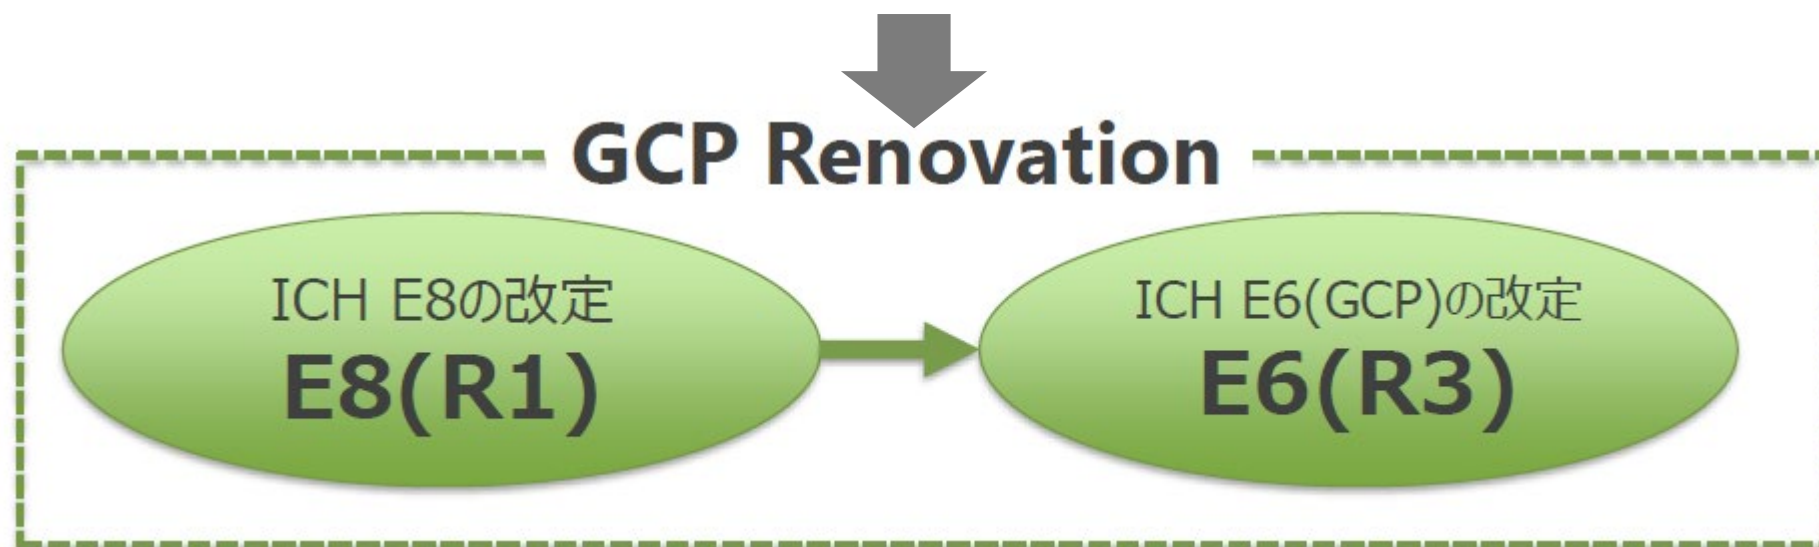 GCP Renovation
ICH E8の改定
E8(R1)
ICH E6(GCP)の改定
E6(R3)